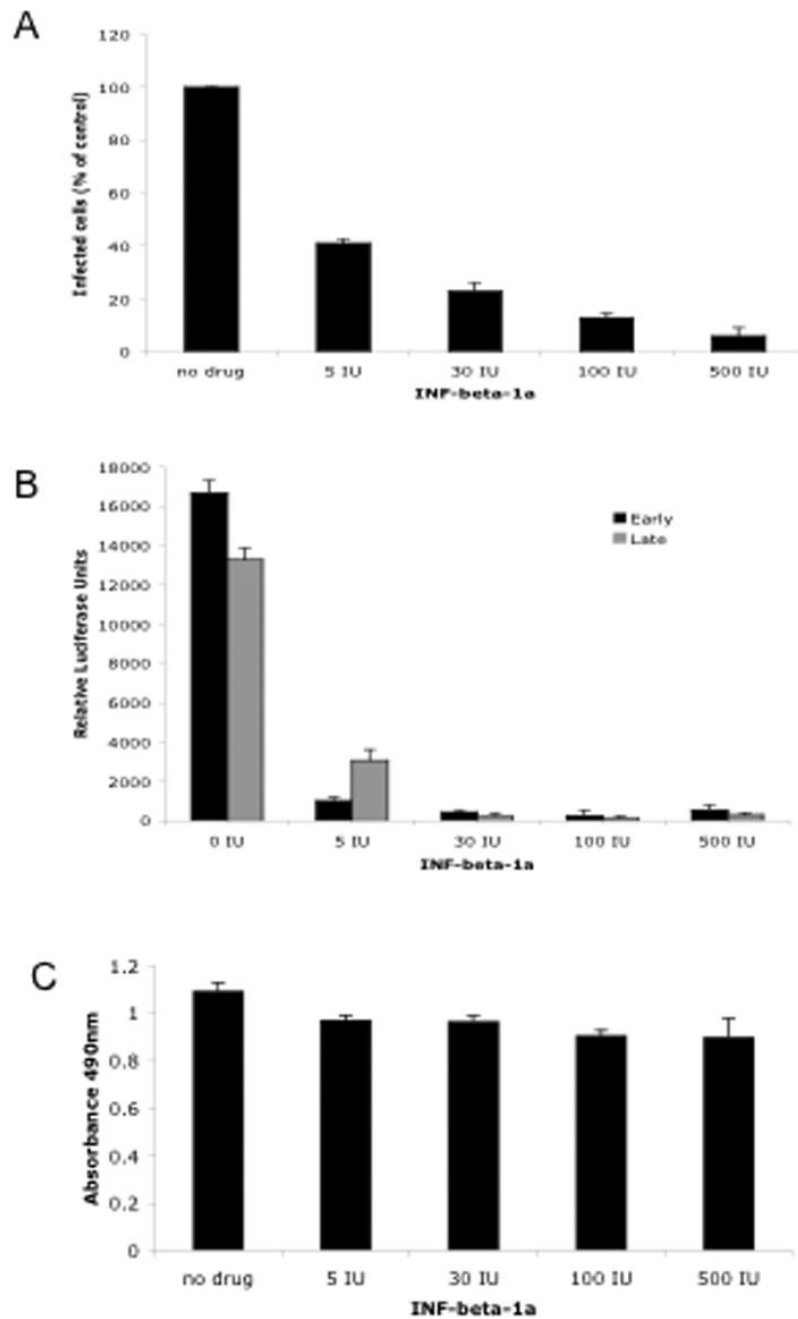 A
120
100
80
60
40
20
0
Infected cells (% of control)
no drug 5 IU 30 IU 100 IU 500 IU
INF-beta-1a
B
18000
16000
14000
12000
10000
8000
6000
4000
2000
0
Relative Luciferase Units
Early
Late
0 IU 5 IU 30 IU 100 IU 500 IU
INF-beta-1a
C
1.2
1
0.8
0.6
0.4
0.2
0
Absorbance 490nm
no drug 5 IU 30 IU 100 IU 500 IU
INF-beta-1a